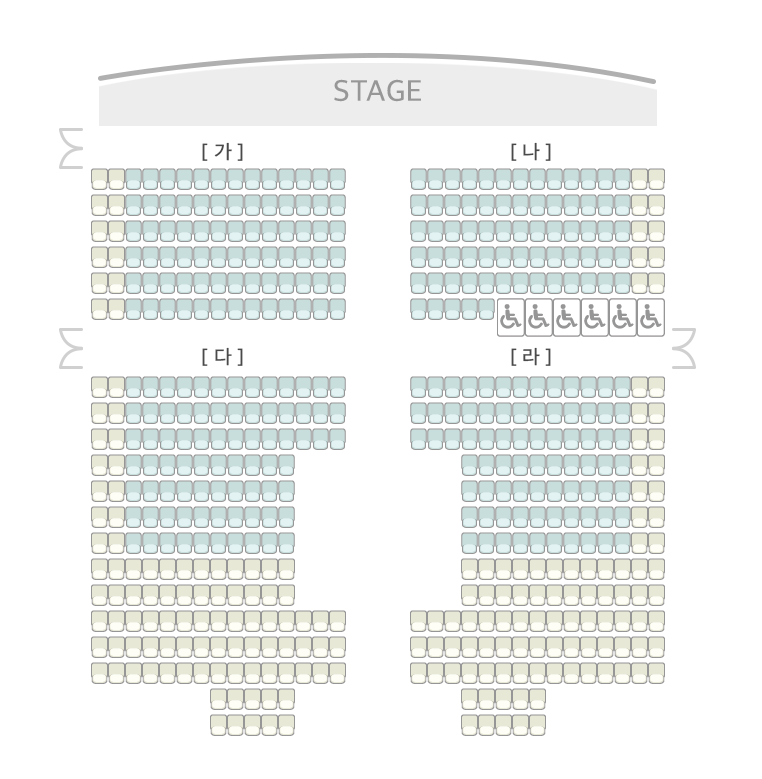 STAGE
[ 가 ]
[ 나 ]
[ 다 ]
[ 라 ]